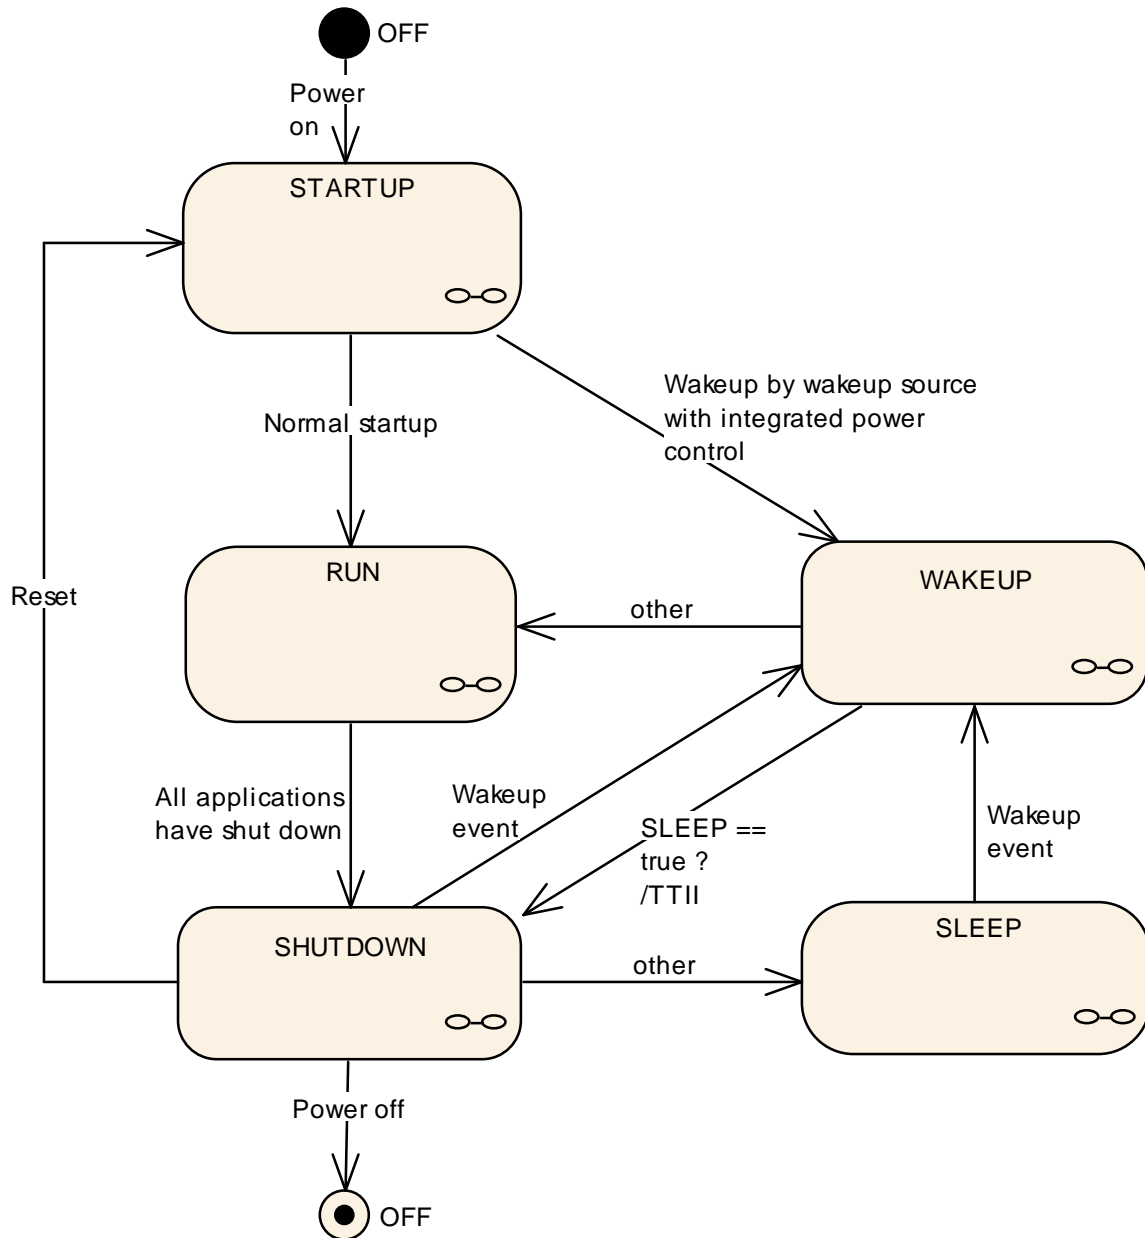 OFF
Power
on
STARTUP
Wakeup by wakeup source
with integrated power
control
Normal startup
RUN
WAKEUP
Reset
other
All applications
have shut down
Wakeup
event
SLEEP ==
true ?
/TTII
Wakeup
event
SHUTDOWN
SLEEP
other
Power off
OFF